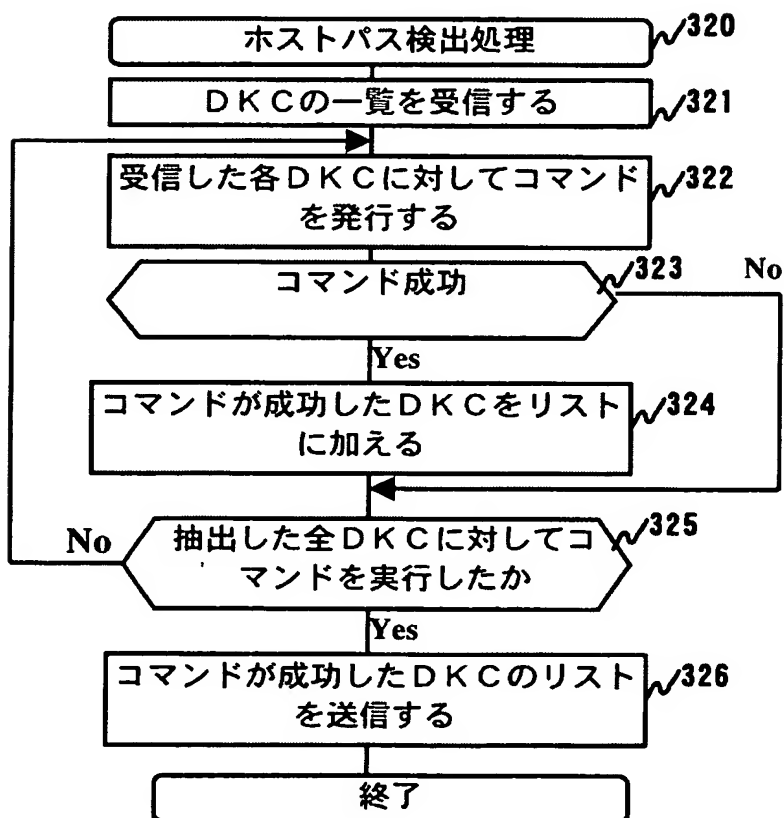 ホストパス検出処理
320
DKCの一覧を受信する
321
受信した各DKCに対してコマンド
を発行する
322
コマンド成功
323
No
Yes
コマンドが成功したDKCをリスト
に加える
324
No
抽出した全DKCに対してコ
マンドを実行したか
325
Yes
コマンドが成功したDKCのリスト
を送信する
326
終了